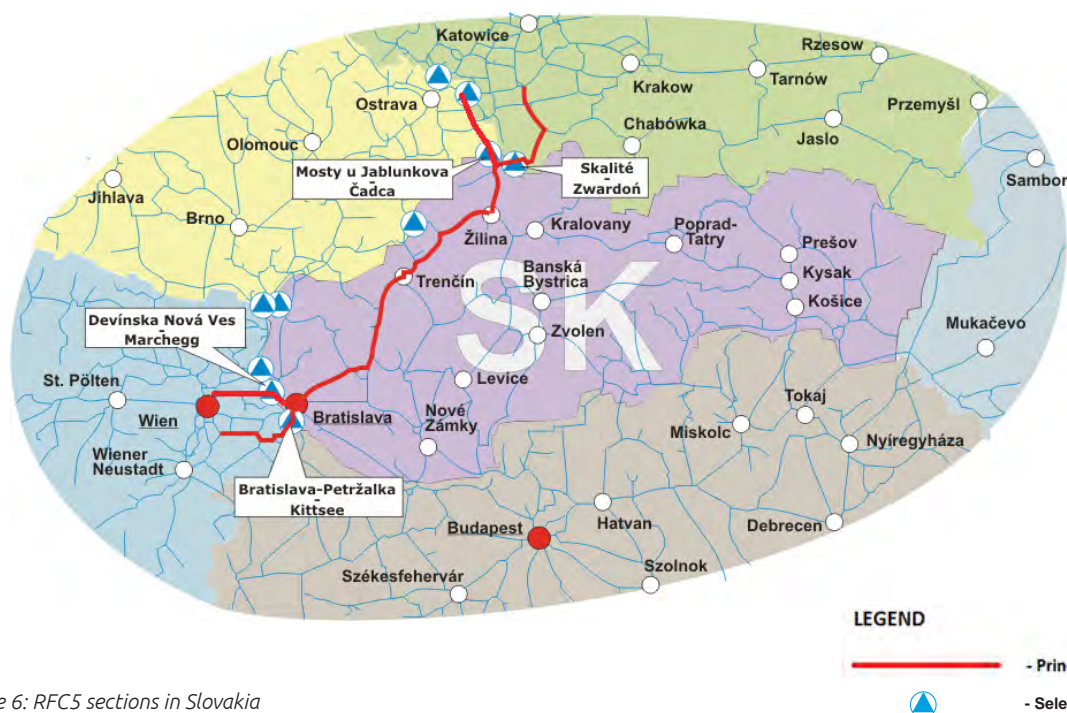 Katowice
Rzesow
Ostrava
Krakow
Tarnów
Przemyśl
Olomouc
Chabówka
Jaslo
Mosty u Jablunkova
-
Čadca
Skalité
-
Zwardoń
Sambor
Jihlava
Brno
Žilina
Kralovany
Poprad-
Tatry
Prešov
Kysak
Košice
Trenčín
Banská
Bystrica
SK
Zvolen
Mukačevo
Devínska Nová Ves
-
Marchegg
St. Pölten
Wien
Bratislava
Levice
Nové
Zámky
Tokaj
Miskolc
Nyíregyháza
Wiener
Neustadt
Bratislava-Petržalka
-
Kittsee
Budapest
Hatvan
Debrecen
Székesfehervár
Szolnok
LEGEND
- Prin
- Sele
e 6: RFC5 sections in Slovakia